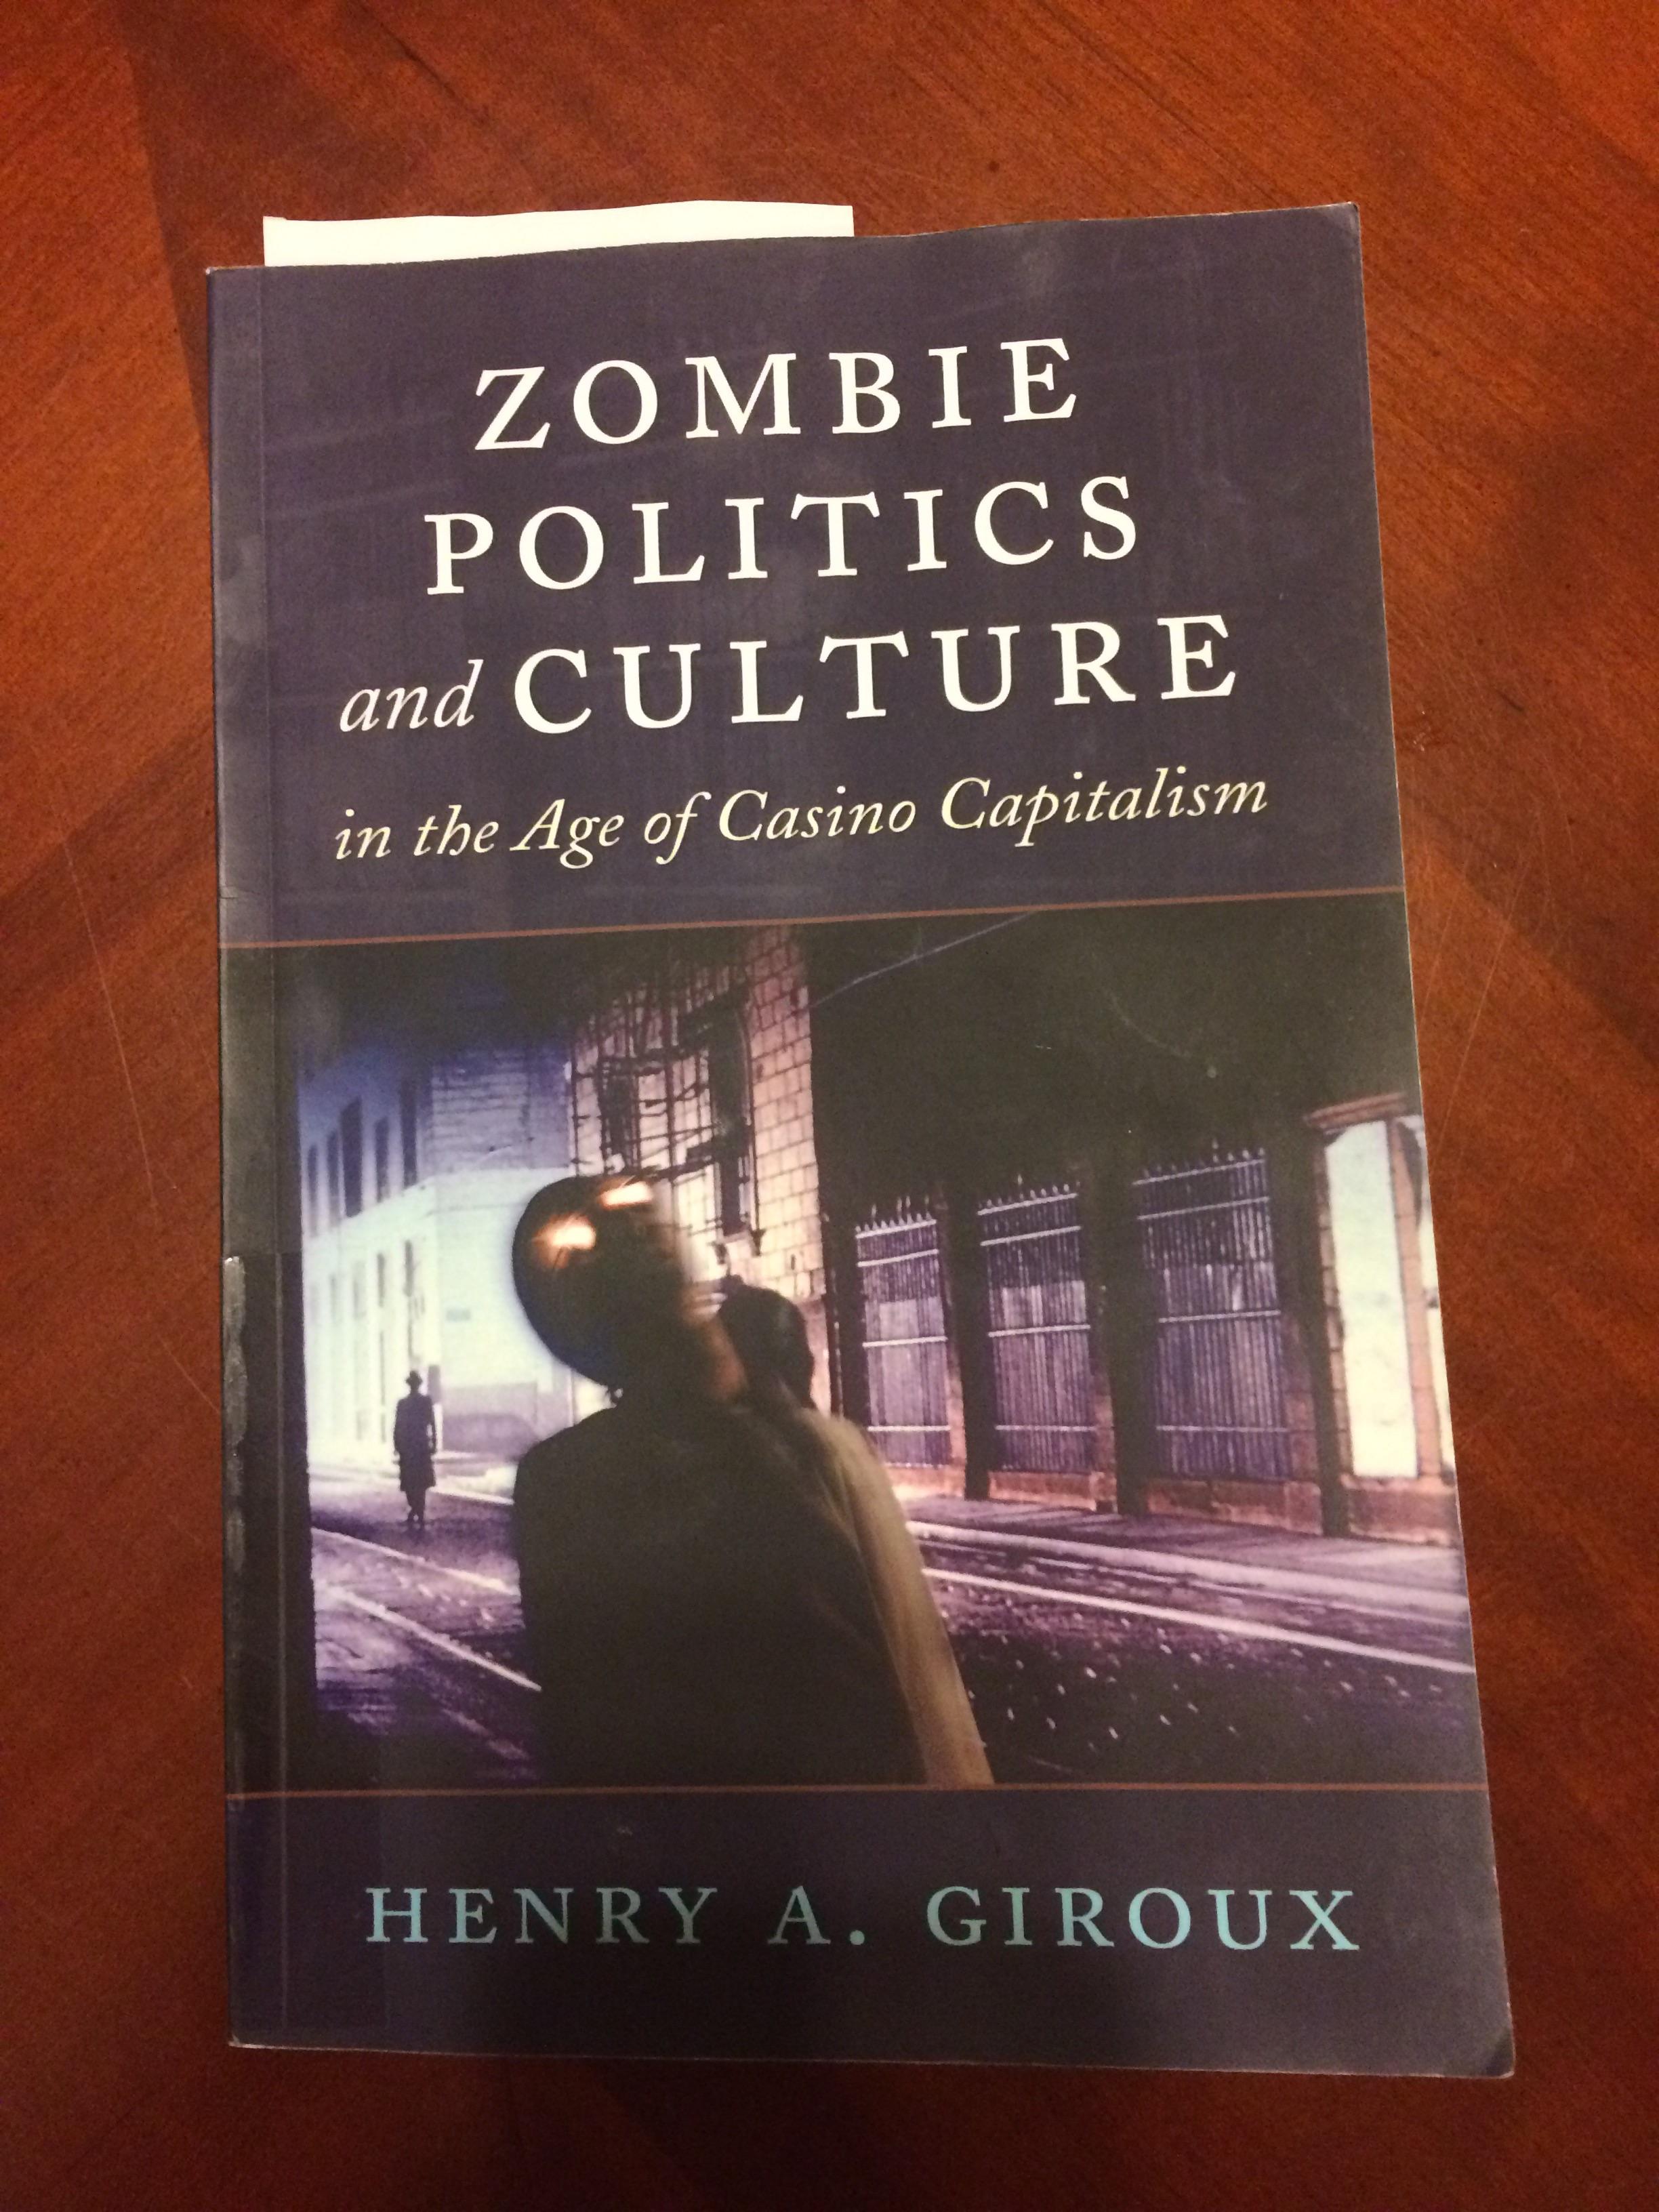 ZOMBIE
POLITICS
and CULTURE
in the Age of Casino Capitalism
HENRY A. GIROUX